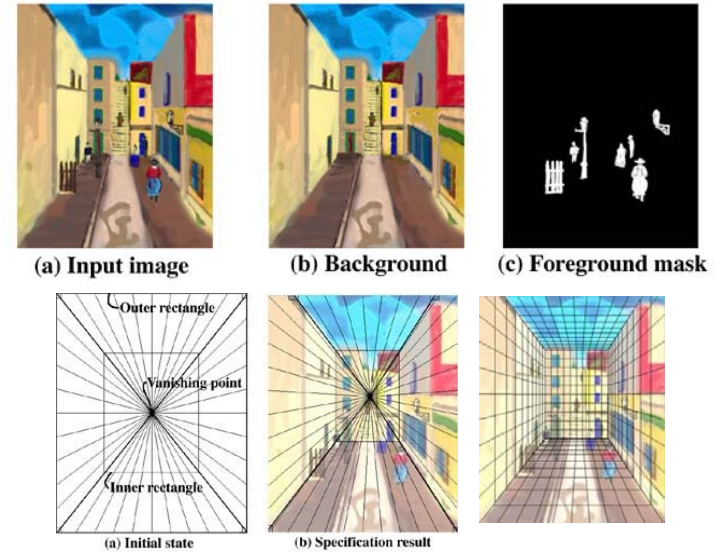 (a) Input image
(b) Background
(c) Foreground mask
Outer rectangle
Vanishing point
Inner rectangle
(a) Initial state
(b) Specification result